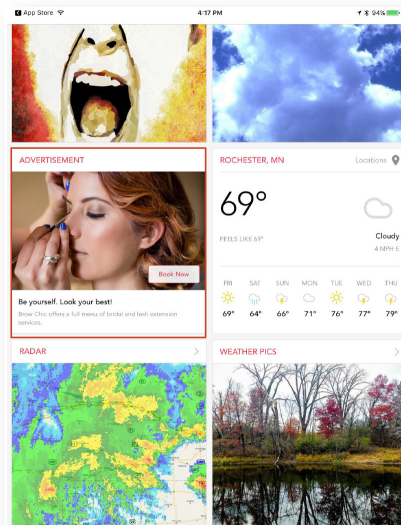 App Store
4:17 PM
94%
ADVERTISEMENT
Book Now
Be yourself. Look your best!
Brow Chic offers a full menu of bridal and lash extension
services.
ROCHESTER, MN
Locations
69°
FEELS LIKE 69°
Cloudy
4 MPH E
FRI SAT SUN MON TUE WED THU
69° 64° 66° 71° 76° 77° 79°
RADAR
WEATHER PICS